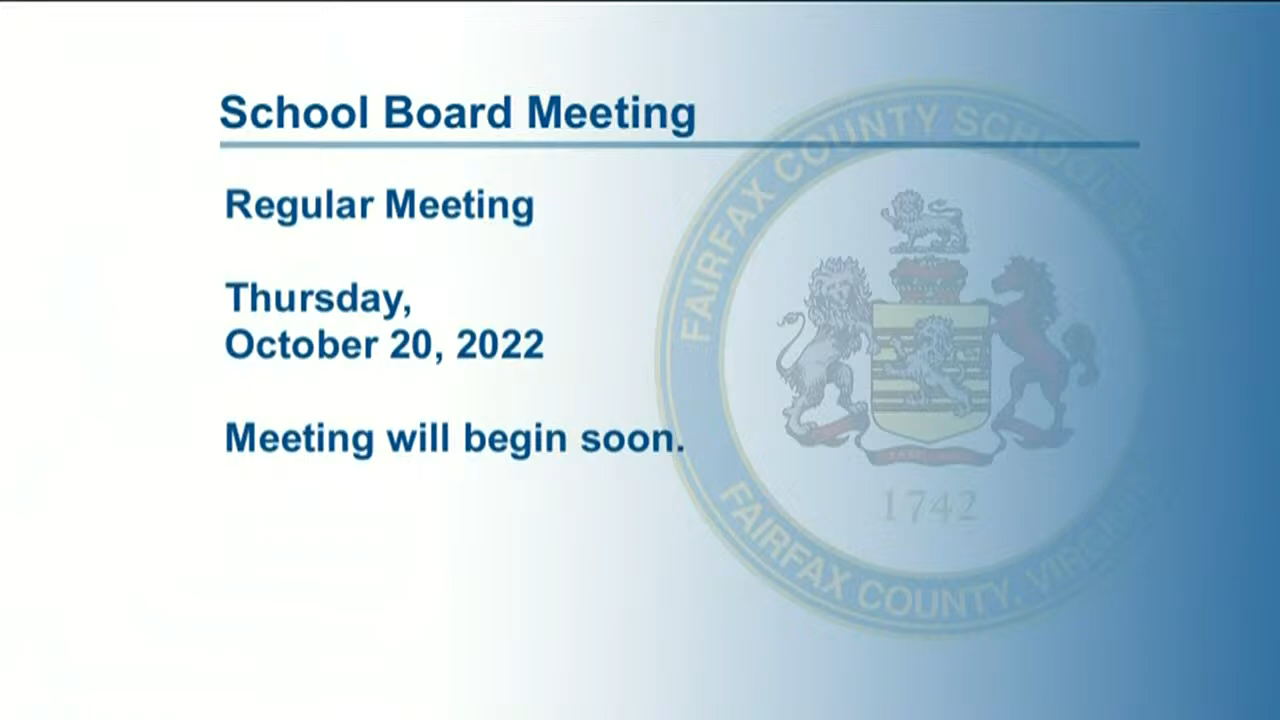 School Board Meeting
Regular Meeting
Thursday,
October 20, 2022
Meeting will begin soon.
FAIRFAX COUNTY SCHOOL
1742
FAIRFAX COUNTY, VIRGINIA